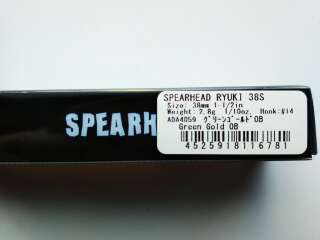 SPEARHEAD RYUKI 38S
Size: 38mm 1-1/2in
Weight: 2.8g 1/10oz. Hook:#14
ADA4059 グリーンゴールドOB
Green Gold OB
4525918116781
SPEARH